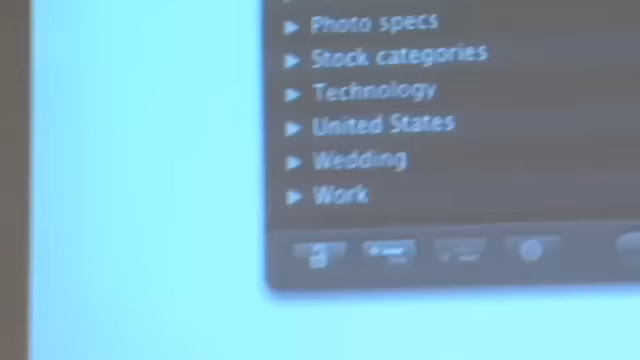 Photo specs
Stock categories
Technology
United States
Wedding
Work